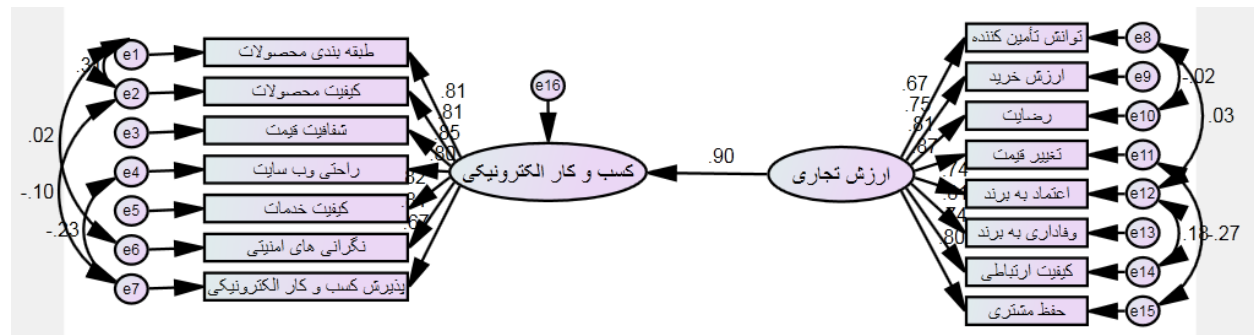 e1
طبقه بندی محصولات
e2
کیفیت محصولات
e3
شفافیت قیمت
e4
راحتی وب سایت
e5
کیفیت خدمات
e6
نگرانی های امنیتی
e7
پذیرش کسب و کار الکترونیکی
.02
-.10
-.23
.81
.81
.85
.80
.67
e16
کسب و کار الکترونیکی
.90
ارزش تجاری
.67
.75
.81
.87
.74
.74
.80
توانش تأمین کننده
e8
ارزش خرید
e9
رضایت
e10
تغییر قیمت
e11
اعتماد به برند
e12
وفاداری به برند
e13
کیفیت ارتباطی
e14
حفظ مشتری
e15
-.02
.03
.18
-.27